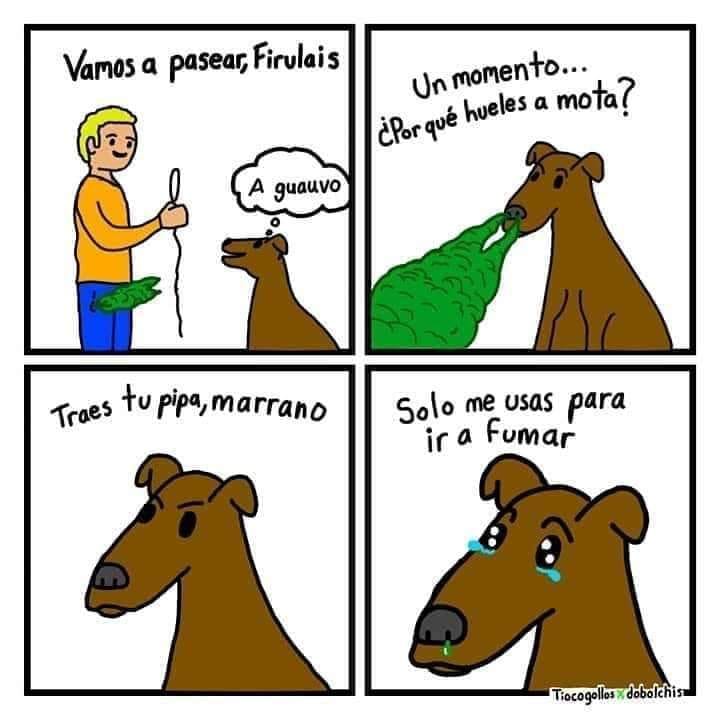 Vamos a pasear, Firulais
A guauvo
Un momento...
¿Por qué hueles a mota?
Traes tu pipa, marrano
Solo me usas para
ir a fumar
Tiocogollos x dobolchis